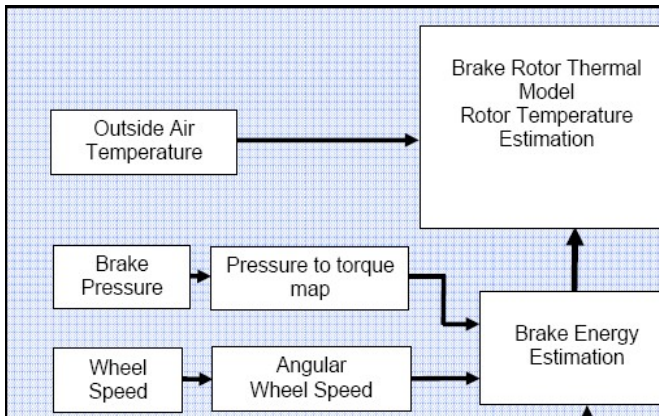 Brake Rotor Thermal
Model
Rotor Temperature
Estimation
Outside Air
Temperature
Brake
Pressure
Pressure to torque
map
Brake Energy
Estimation
Wheel
Speed
Angular
Wheel Speed